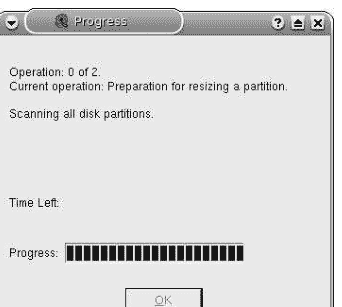 Progress
Operation: 0 of 2.
Current operation: Preparation for resizing a partition.
Scanning all disk partitions.
Time Left:
Progress:
OK